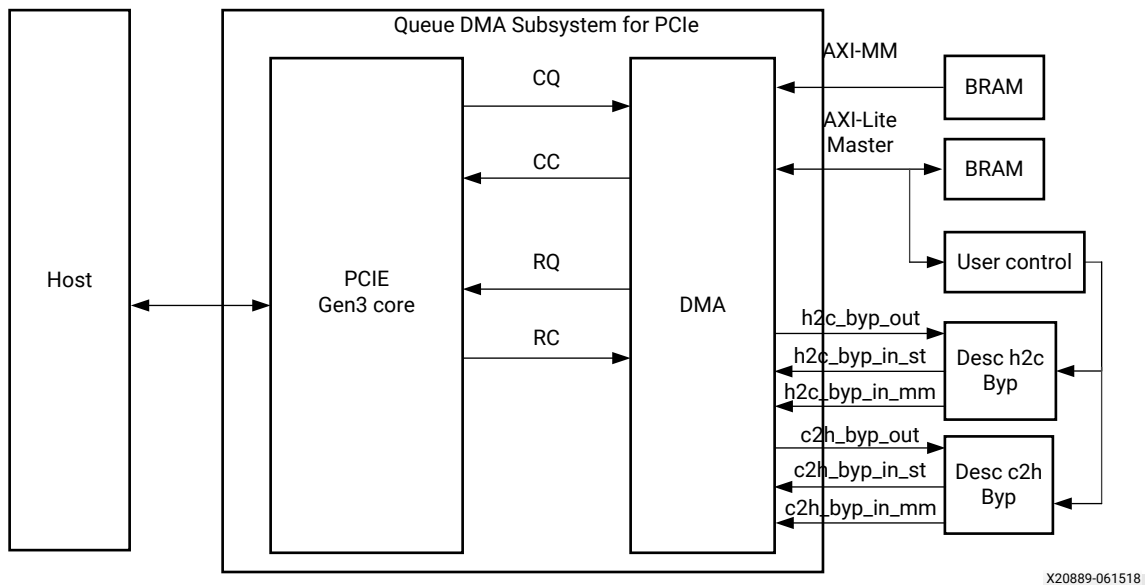 Queue DMA Subsystem for PCIe
Host
PCIE
Gen3 core
CQ
CC
RQ
RC
DMA
AXI-MM
BRAM
AXI-Lite
Master
BRAM
User control
h2c_byp_out
h2c_byp_in_st
h2c_byp_in_mm
Desc h2c
Byp
c2h_byp_out
c2h_byp_in_st
c2h_byp_in_mm
Desc c2h
Byp
X20889-061518